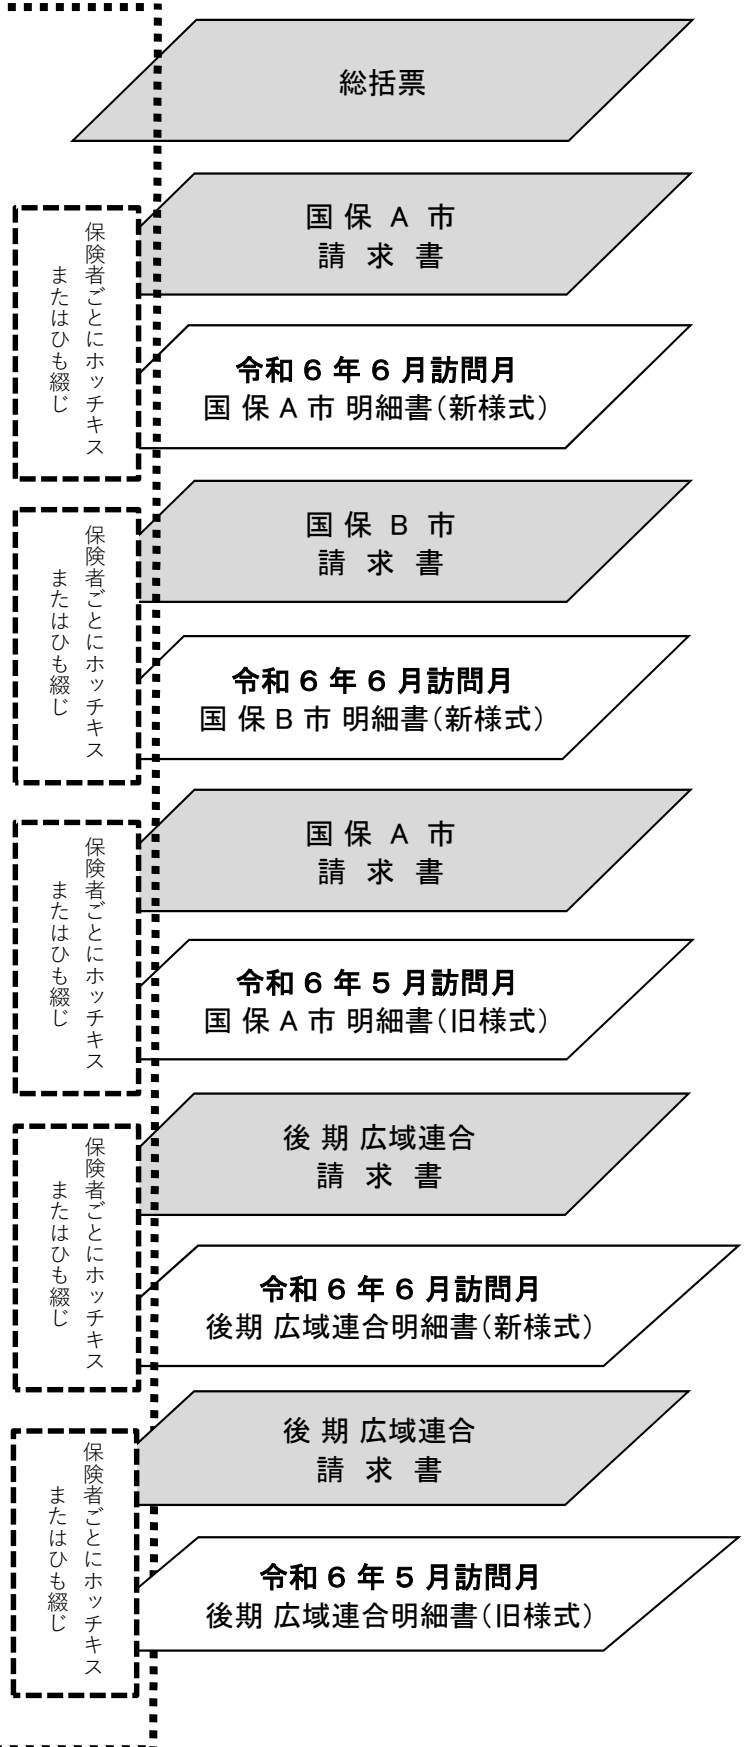 総括票
保険者ごとにホッチキス
またはひも綴じ
国 保 A 市
請 求 書
令和６年６月訪問月
国 保 A 市 明細書（新様式）
保険者ごとにホッチキス
またはひも綴じ
国 保 B 市
請 求 書
令和６年６月訪問月
国 保 B 市 明細書（新様式）
保険者ごとにホッチキス
またはひも綴じ
国 保 A 市
請 求 書
令和６年５月訪問月
国 保 A 市 明細書（旧様式）
保険者ごとにホッチキス
またはひも綴じ
後 期 広域連合
請 求 書
令和６年６月訪問月
後期 広域連合明細書（新様式）
保険者ごとにホッチキス
またはひも綴じ
後 期 広域連合
請 求 書
令和６年５月訪問月
後期 広域連合明細書（旧様式）